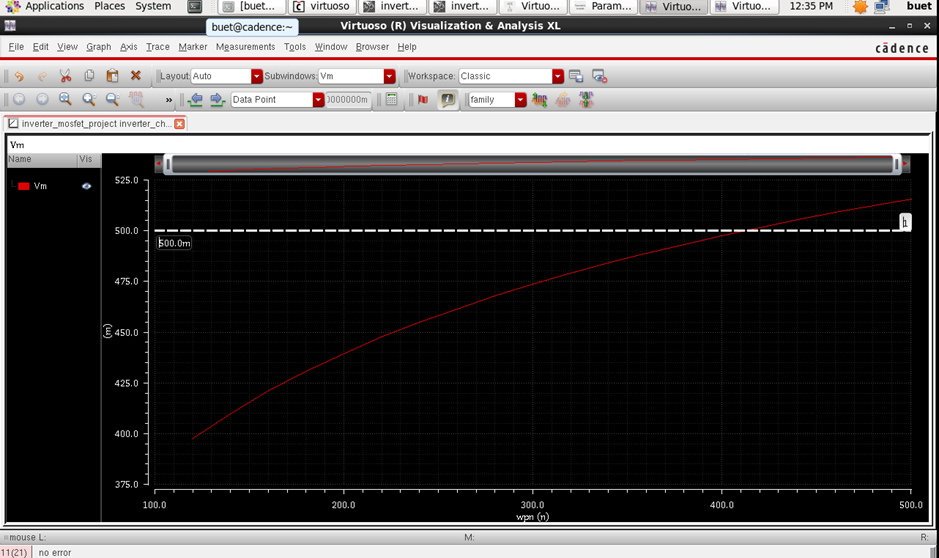 Applications Places System [buet... virtuoso invert... invert... Virtuo... Param... Virtuo... Virtuo... 12:35 PM buet
buet@cadence:~
Virtuoso (R) Visualization & Analysis XL
File Edit View Graph Axis Trace Marker Measurements Tools Window Browser Help
cādence
Layout: Auto Subwindows: Vm Workspace: Classic
» Data Point 0000000m family
inverter_mosfet_project inverter_ch...
Vm
Name Vis
Vm
525.0
500.0
h
500.0m
475.0
(m)
450.0
425.0
400.0
375.0
100.0 200.0 300.0 400.0 500.0
wpn (n)
mouse L: M: R:
11(21) no error